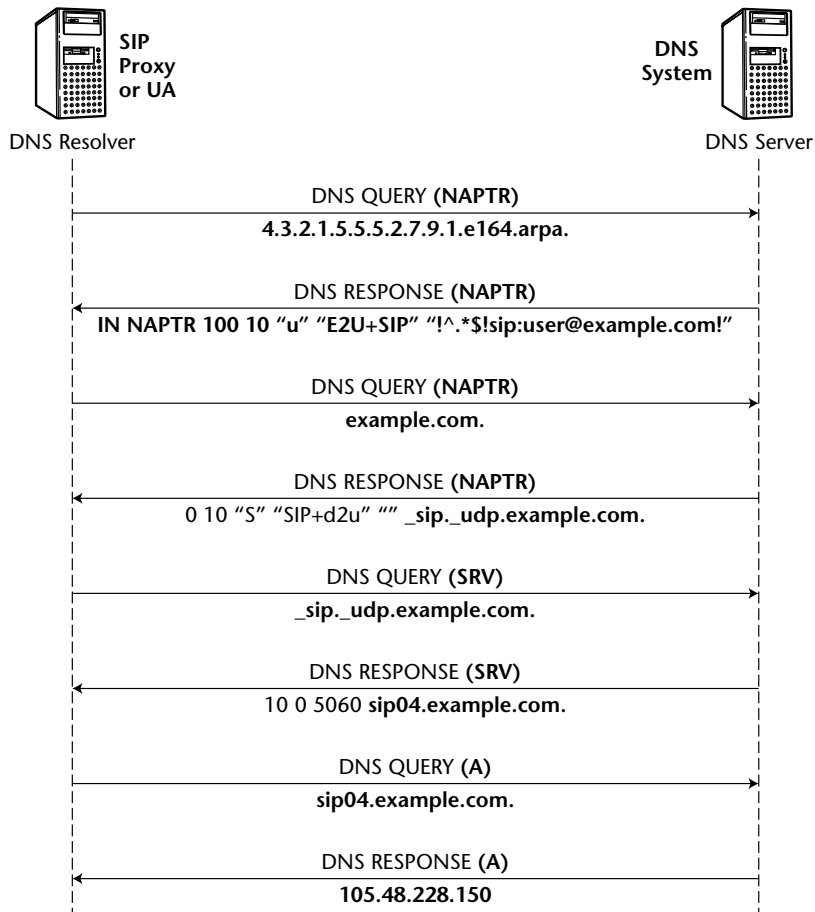 SIP
Proxy
or UA
DNS
System
DNS Resolver
DNS Server
DNS QUERY (NAPTR)
4.3.2.1.5.5.5.2.7.9.1.e164.arpa.
DNS RESPONSE (NAPTR)
IN NAPTR 100 10 “u” “E2U+SIP” “!^.*$!sip:user@example.com!”
DNS QUERY (NAPTR)
example.com.
DNS RESPONSE (NAPTR)
0 10 “S” “SIP+d2u” “” _sip._udp.example.com.
DNS QUERY (SRV)
_sip._udp.example.com.
DNS RESPONSE (SRV)
10 0 5060 sip04.example.com.
DNS QUERY (A)
sip04.example.com.
DNS RESPONSE (A)
105.48.228.150